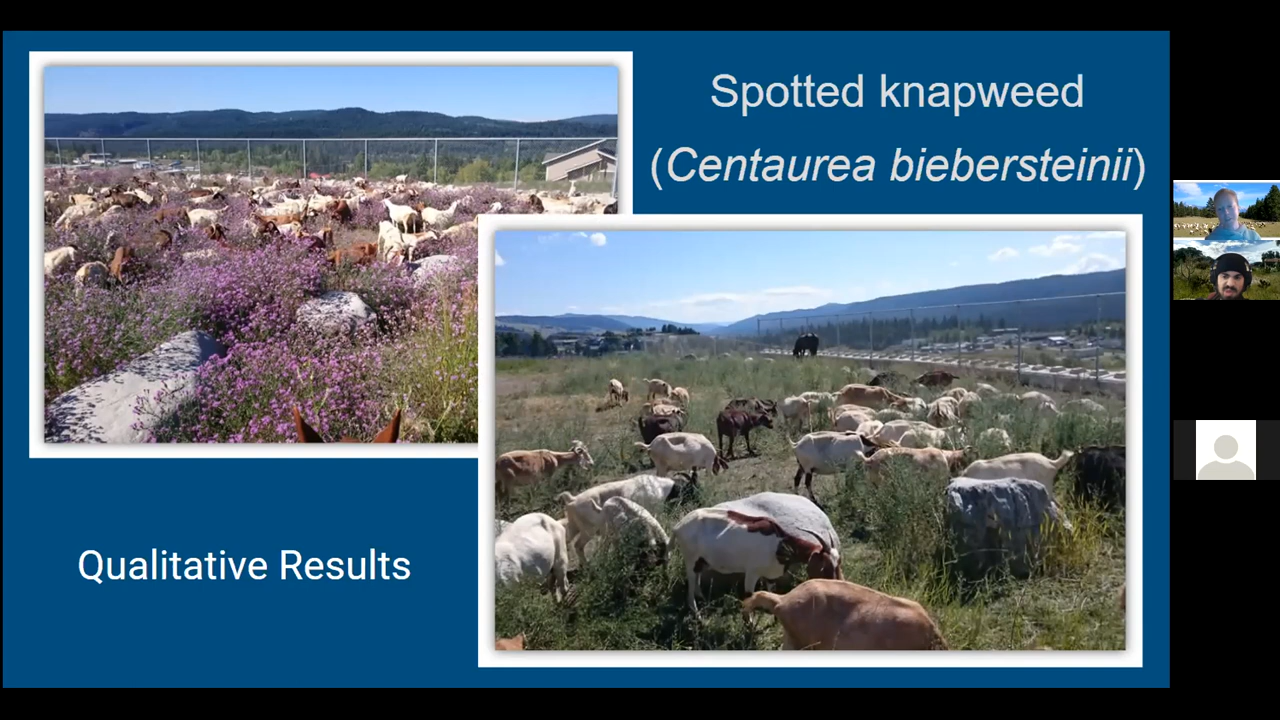 Spotted knapweed
(Centaurea biebersteinii)
Qualitative Results